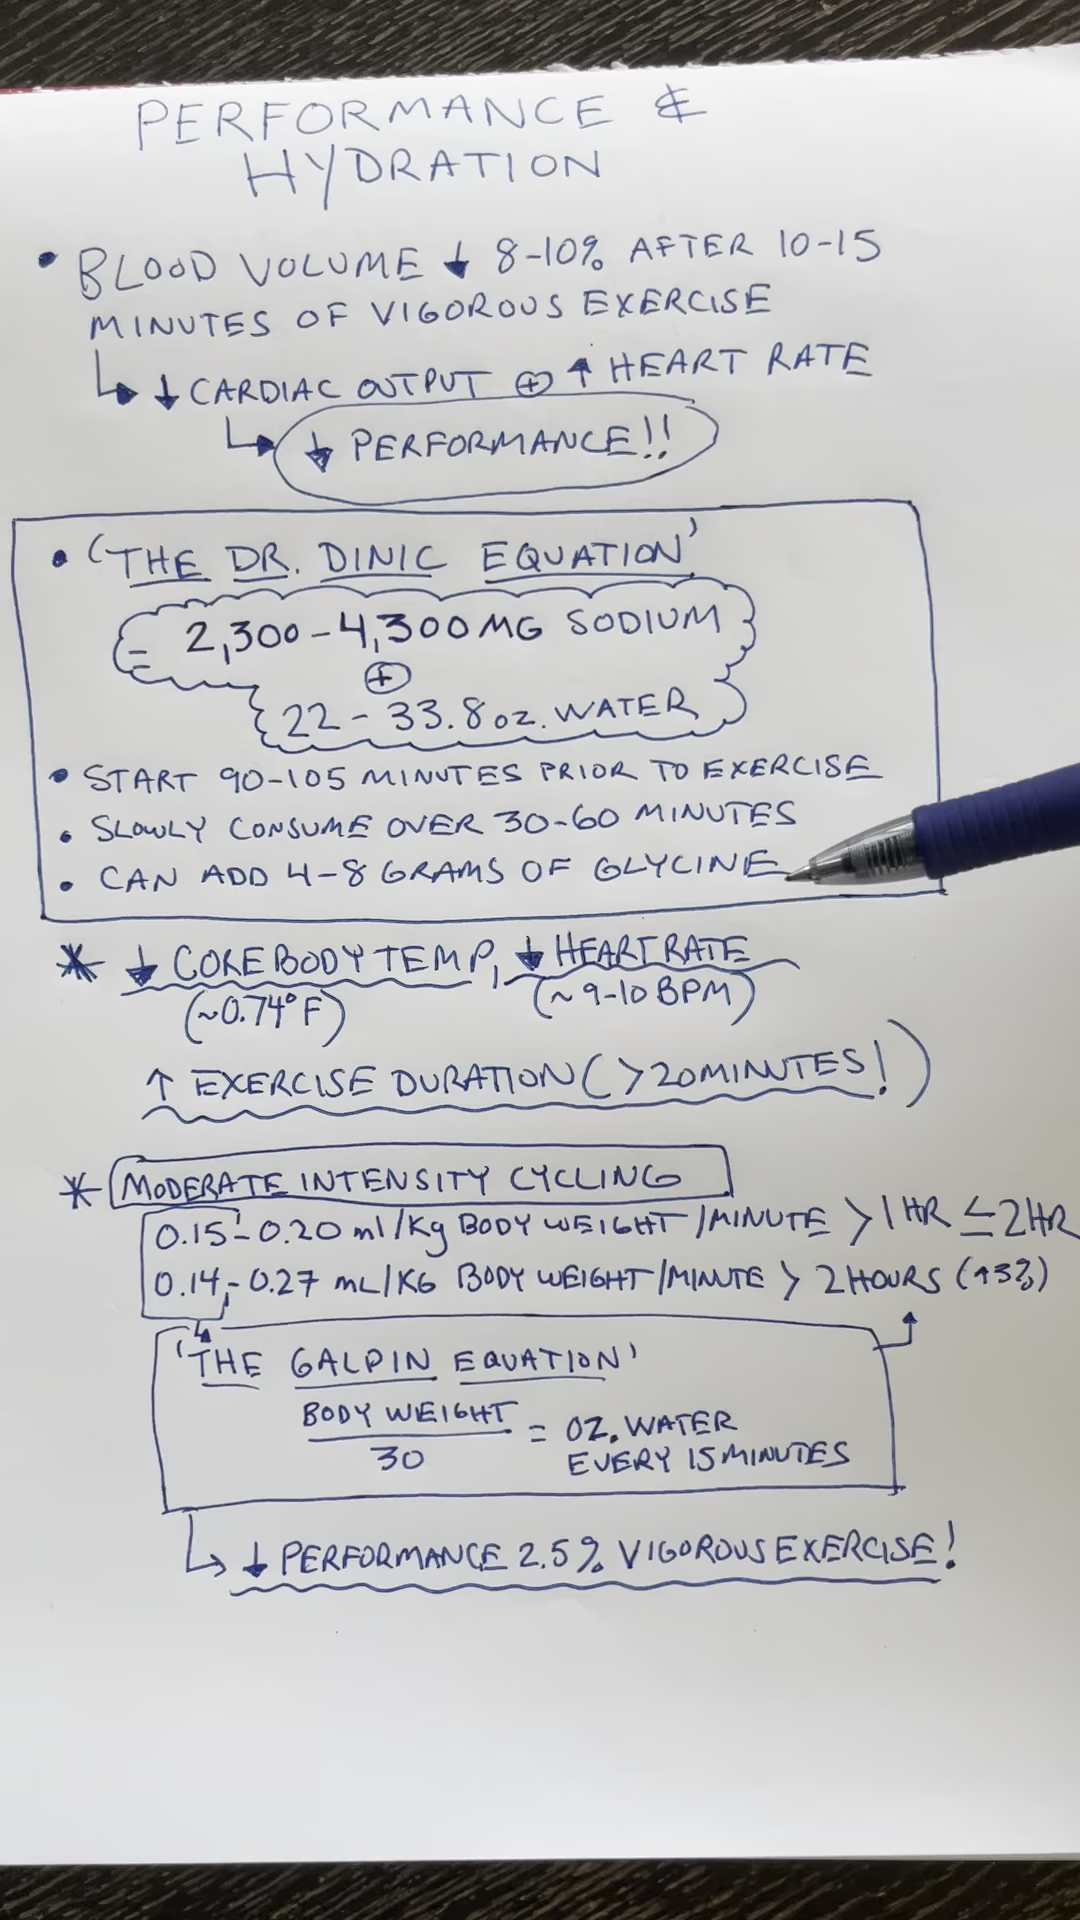 PERFORMANCE &
HYDRATION
• BLOOD VOLUME ↓ 8-10% AFTER 10-15
MINUTES OF VIGOROUS EXERCISE
↳ ↓ CARDIAC OUTPUT ⊕ ↑ HEART RATE
↳ ↓ PERFORMANCE!!
• 'THE DR. DINIC EQUATION'
= 2,300-4,300MG SODIUM
⊕
22-33.8oz. WATER
• START 90-105 MINUTES PRIOR TO EXERCISE
• SLOWLY CONSUME OVER 30-60 MINUTES
• CAN ADD 4-8 GRAMS OF GLYCINE
* ↓ CORE BODY TEMP, ↓ HEART RATE
(~0.74°F) (~9-10 BPM)
↑ EXERCISE DURATION (>20 MINUTES!)
* MODERATE INTENSITY CYCLING
0.15-0.20 ml/Kg BODY WEIGHT/MINUTE > 1 HR ≤ 2 HR
0.14-0.27 mL/KG BODY WEIGHT/MINUTE > 2 HOURS (↑3%)
'THE GALPIN EQUATION'
BODY WEIGHT
30
= OZ. WATER
EVERY 15 MINUTES
↳ ↓ PERFORMANCE 2.5% VIGOROUS EXERCISE!